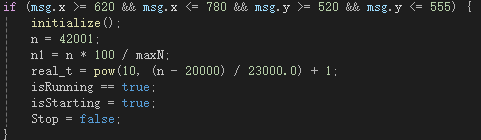 if (msg.x >= 620 && msg.x <= 780 && msg.y >= 520 && msg.y <= 555) {
initialize();
n = 42001;
n1 = n * 100 / maxN;
real_t = pow(10, (n - 20000) / 23000.0) + 1;
isRunning == true;
isStarting = true;
Stop = false;
}